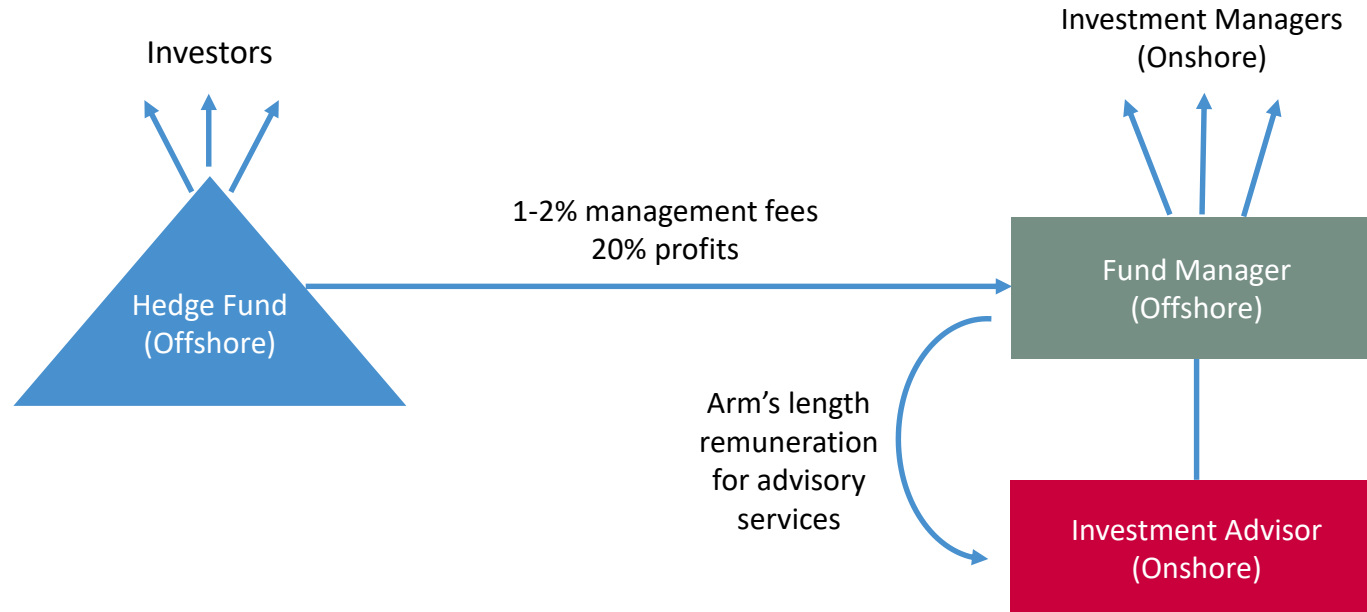 Investors
Investment Managers
(Onshore)
1-2% management fees
20% profits
Hedge Fund
(Offshore)
Fund Manager
(Offshore)
Arm’s length
remuneration
for advisory
services
Investment Advisor
(Onshore)